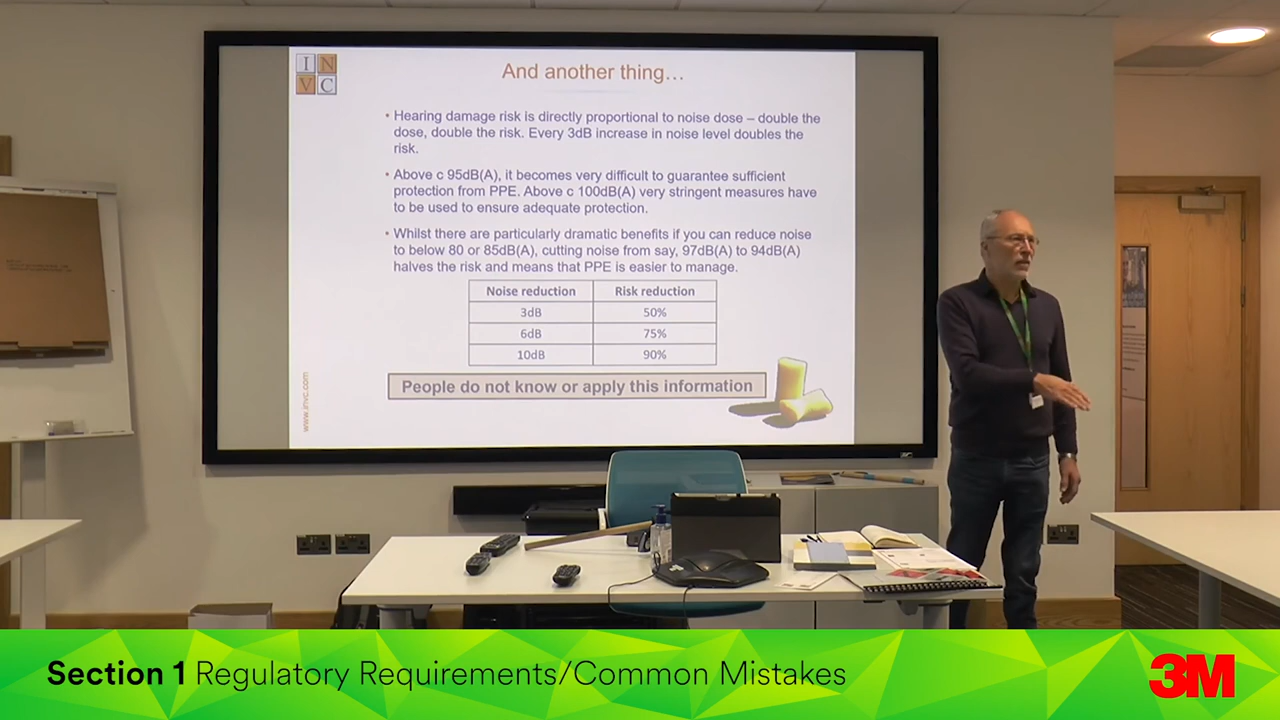 I N
V C
And another thing…
• Hearing damage risk is directly proportional to noise dose – double the
dose, double the risk. Every 3dB increase in noise level doubles the
risk.
• Above c 95dB(A), it becomes very difficult to guarantee sufficient
protection from PPE. Above c 100dB(A) very stringent measures have
to be used to ensure adequate protection.
• Whilst there are particularly dramatic benefits if you can reduce noise
to below 80 or 85dB(A), cutting noise from say, 97dB(A) to 94dB(A)
halves the risk and means that PPE is easier to manage.
Noise reduction Risk reduction
3dB 50%
6dB 75%
10dB 90%
People do not know or apply this information
www.invc.com
Section 1 Regulatory Requirements/Common Mistakes
3M